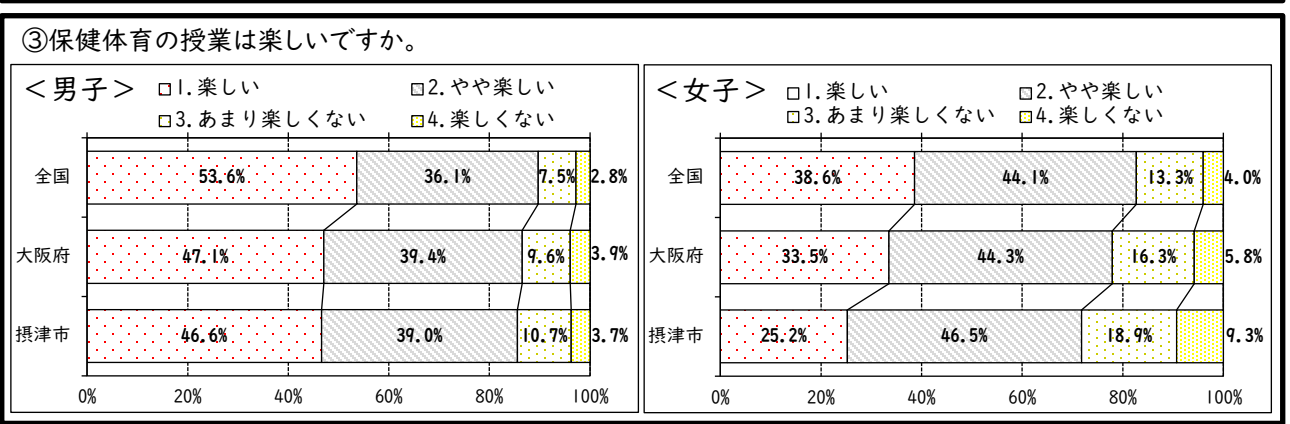 ③保健体育の授業は楽しいですか。
＜男子＞ 1.楽しい 2.やや楽しい
3.あまり楽しくない 4.楽しくない
全国 53.6% 36.1% 7.5% 2.8%
大阪府 47.1% 39.4% 9.6% 3.9%
摂津市 46.6% 39.0% 10.7% 3.7%
0% 20% 40% 60% 80% 100%
＜女子＞ 1.楽しい 2.やや楽しい
3.あまり楽しくない 4.楽しくない
全国 38.6% 44.1% 13.3% 4.0%
大阪府 33.5% 44.3% 16.3% 5.8%
摂津市 25.2% 46.5% 18.9% 9.3%
0% 20% 40% 60% 80% 100%